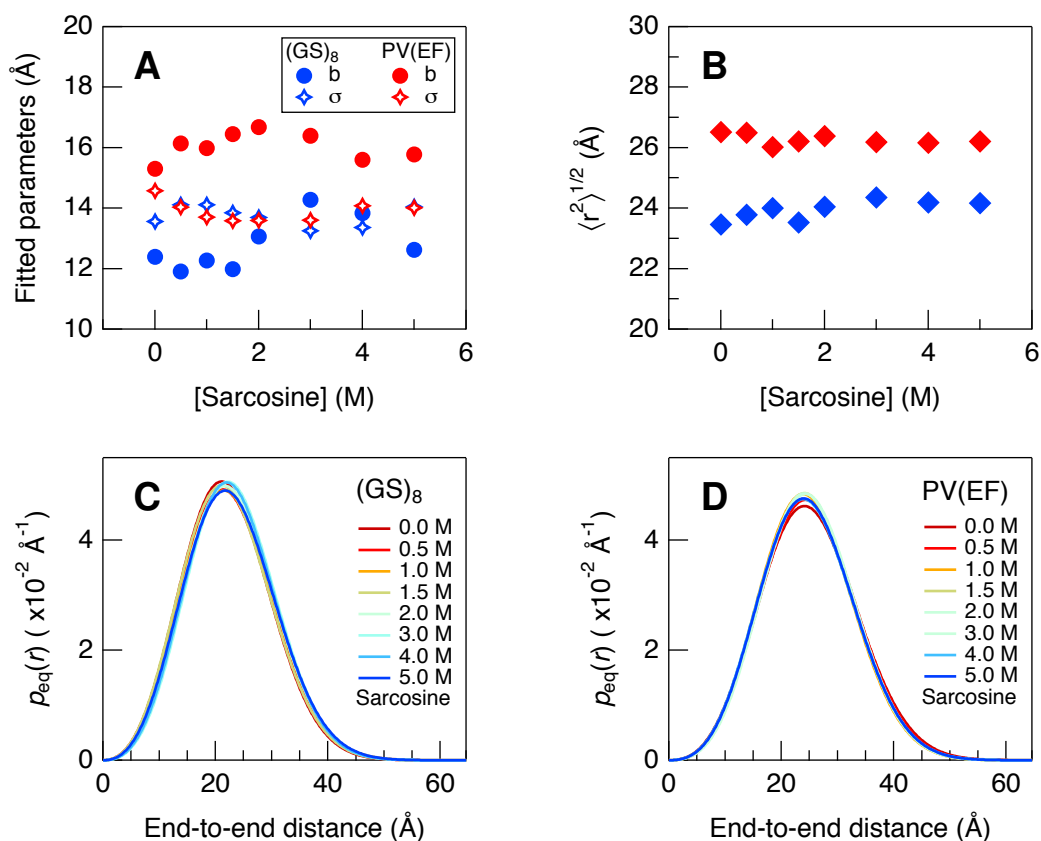 A
(GS)8 PV(EF)
b b
σ σ
20
18
16
14
12
10
Fitted parameters (Å)
0 2 4 6
[Sarcosine] (M)
B
30
28
26
24
22
20
⟨r²⟩1/2 (Å)
0 2 4 6
[Sarcosine] (M)
C
(GS)8
0.0 M
0.5 M
1.0 M
1.5 M
2.0 M
3.0 M
4.0 M
5.0 M
Sarcosine
4
2
0
peq(r) ( x10⁻² Å⁻¹)
0 20 40 60
End-to-end distance (Å)
D
PV(EF)
0.0 M
0.5 M
1.0 M
1.5 M
2.0 M
3.0 M
4.0 M
5.0 M
Sarcosine
4
2
0
peq(r) ( x10⁻² Å⁻¹)
0 20 40 60
End-to-end distance (Å)